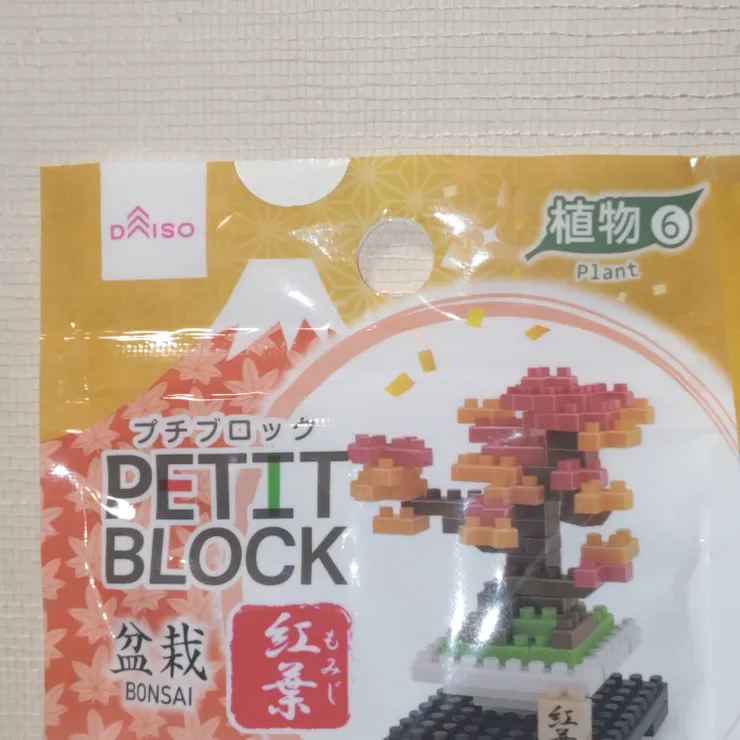 DAISO
植物 6
Plant
プチブロック
PETIT
BLOCK
盆栽
BONSAI
紅葉
もみじ
紅